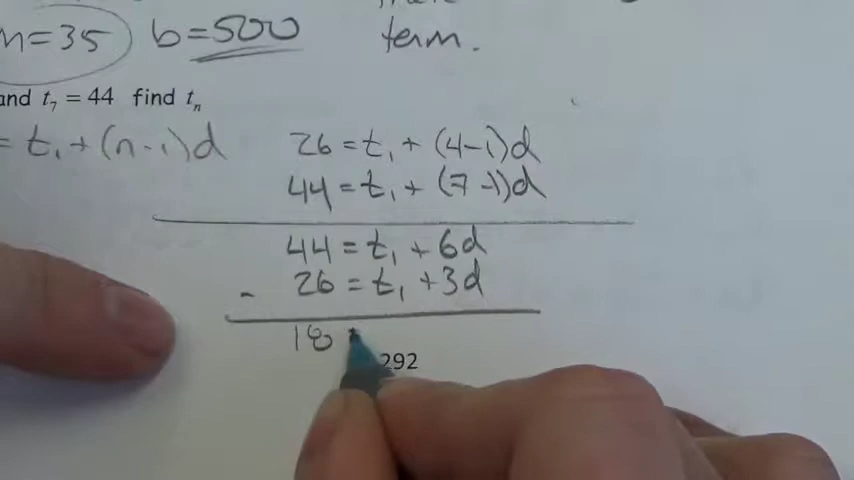 n=35 b=500
term.
and t₇ = 44 find tₙ
= t₁ + (n-1)d
26 = t₁ + (4-1)d
44 = t₁ + (7-1)d
44 = t₁ + 6d
- 26 = t₁ + 3d
18
292